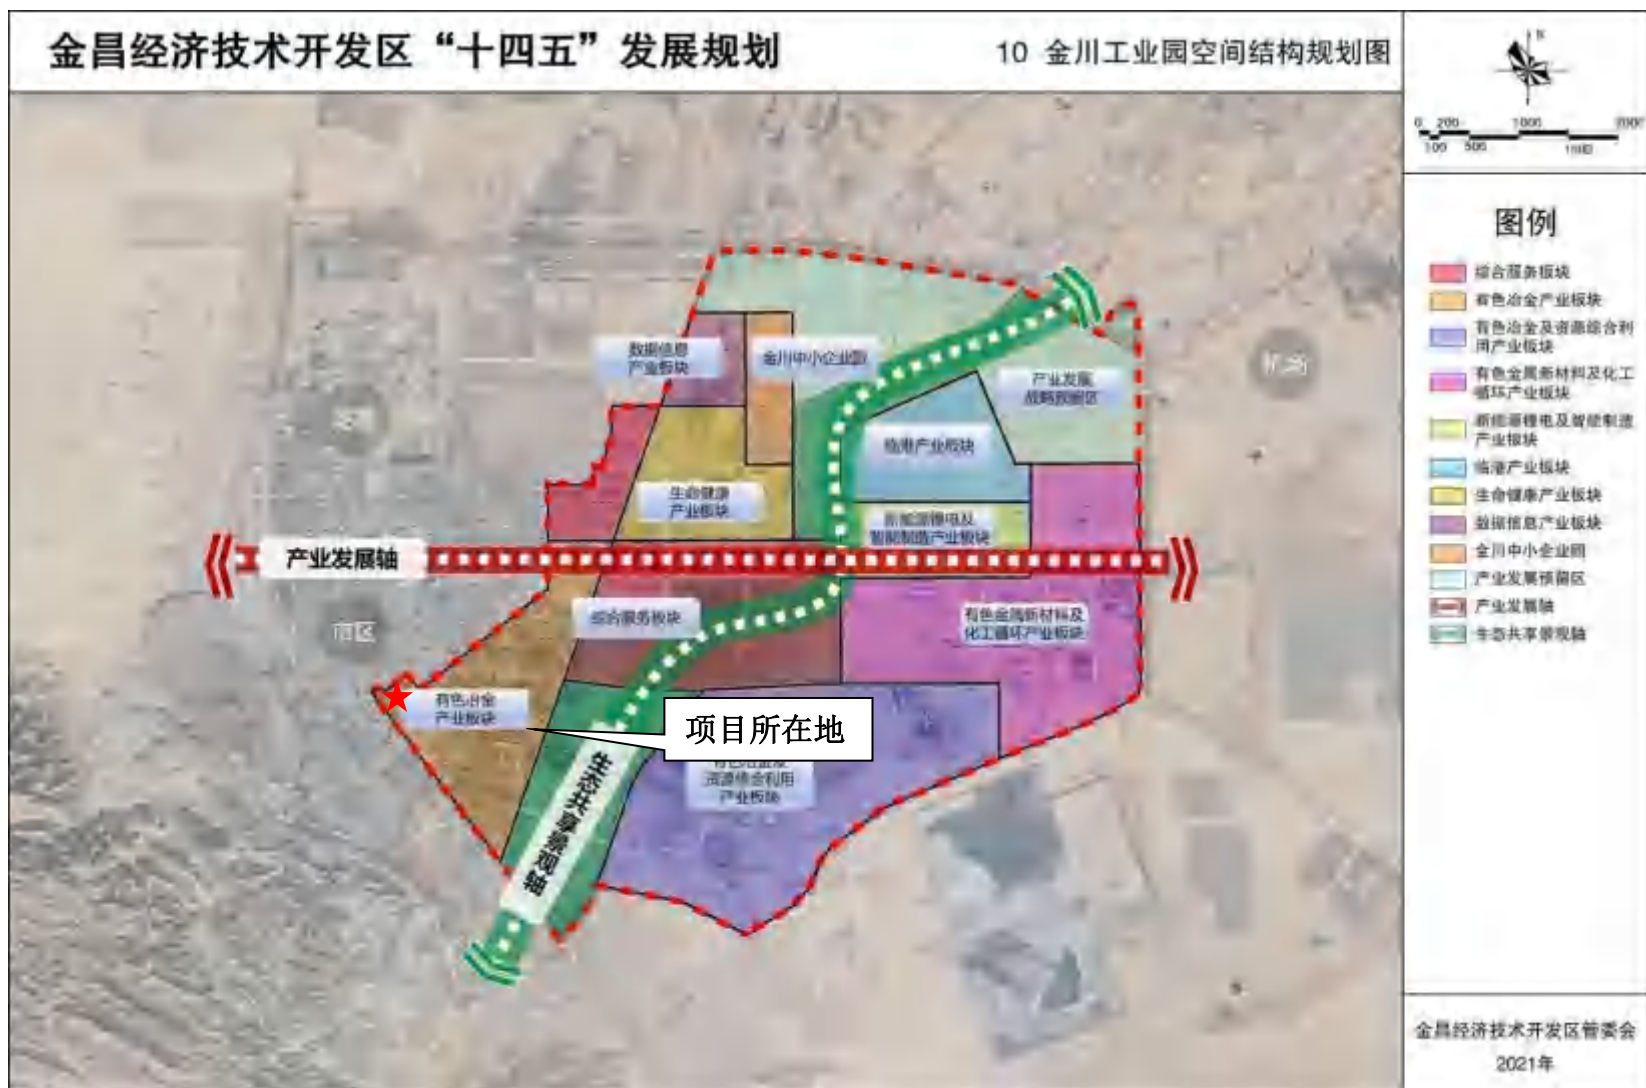 金昌经济技术开发区“十四五”发展规划
10 金川工业园空间结构规划图
N
0 200 1000 2000
100 500 1500
图例
综合服务板块
有色冶金产业板块
有色冶金及资源综合利
用产业板块
有色金属新材料及化工
循环产业板块
新能源锂电及智能制造
产业板块
临港产业板块
生命健康产业板块
数据信息产业板块
金川中小企业园
产业发展预留区
产业发展轴
生态共享景观轴
数据信息
产业板块
金川中小企业园
产业发展
战略预留区
机场
临港产业板块
生命健康
产业板块
新能源锂电及
智能制造产业板块
产业发展轴
综合服务板块
有色金属新材料及
化工循环产业板块
市区
有色冶金
产业板块
项目所在地
有色冶金及
资源综合利用
产业板块
生态共享景观轴
金昌经济技术开发区管委会
2021年